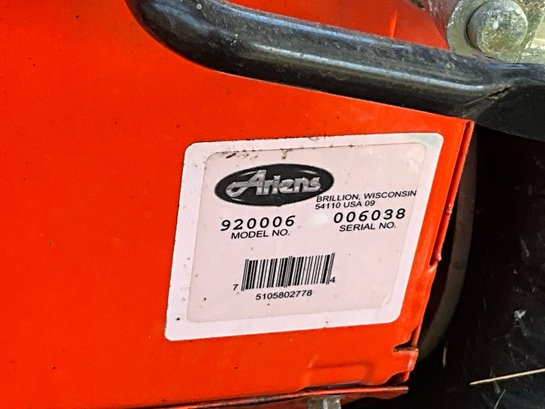 Ariens
BRILLION, WISCONSIN
54110 USA 09
920006 006038
MODEL NO. SERIAL NO.
7 4
5105802778